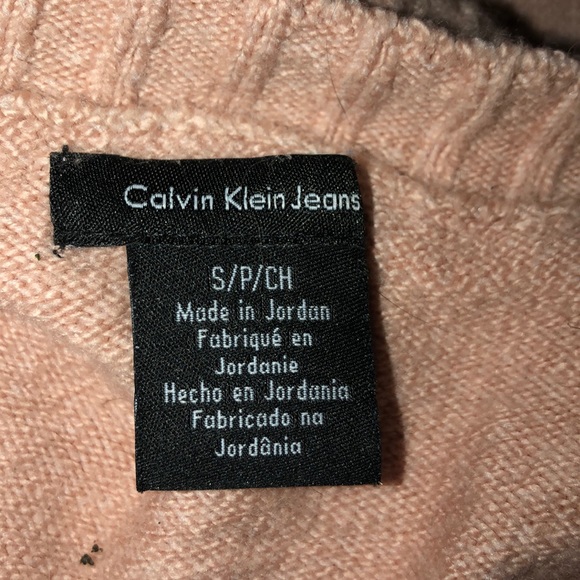 Calvin Klein Jeans
S/P/CH
Made in Jordan
Fabriqué en
Jordanie
Hecho en Jordania
Fabricado na
Jordânia